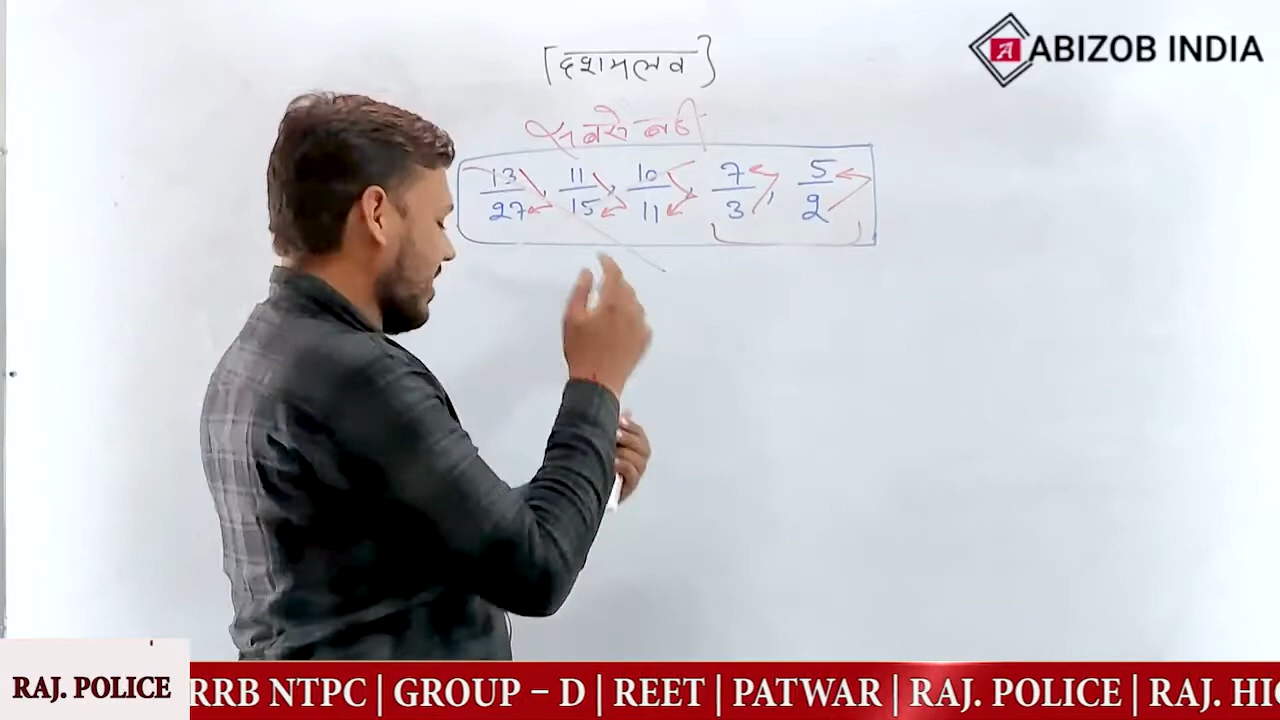 ABIZOB INDIA
[दशमलव]
सबसे बड़ी
13/27, 11/15, 10/11, 7/3, 5/2
RAJ. POLICE RRB NTPC | GROUP – D | REET | PATWAR | RAJ. POLICE | RAJ. HIG